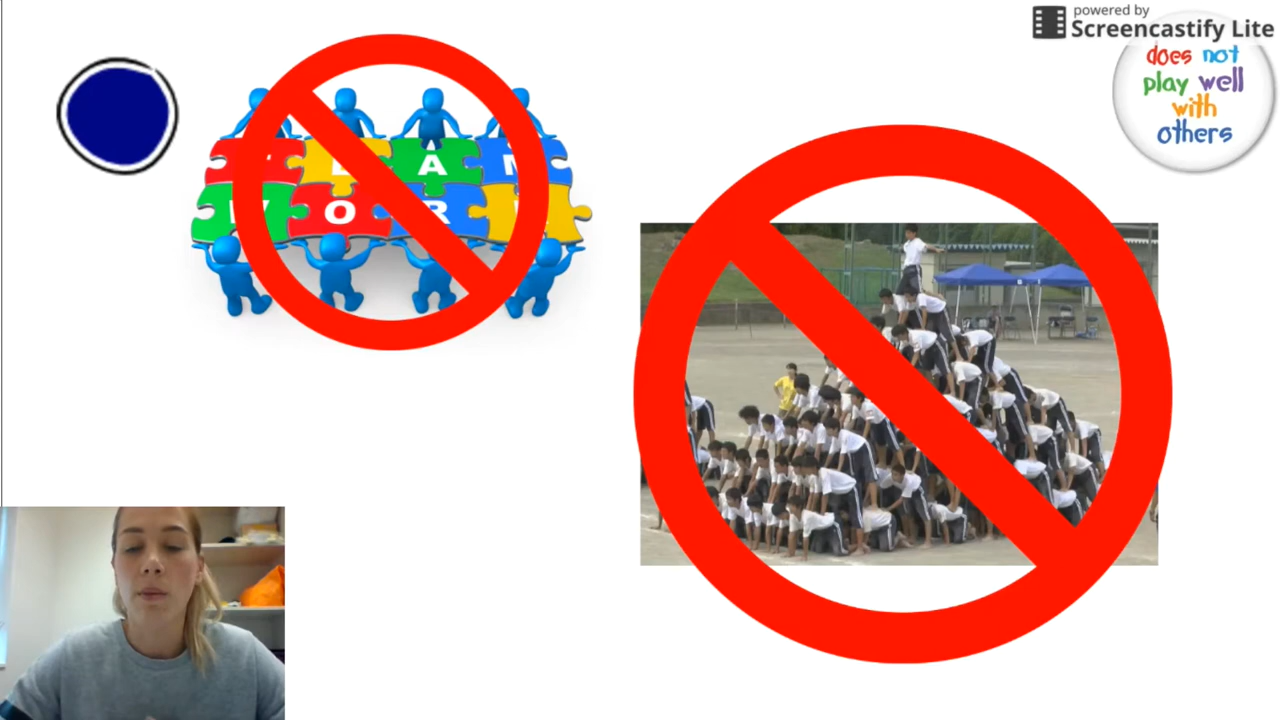 powered by
Screencastify Lite
does not
play well
with
others
E A M
W O R